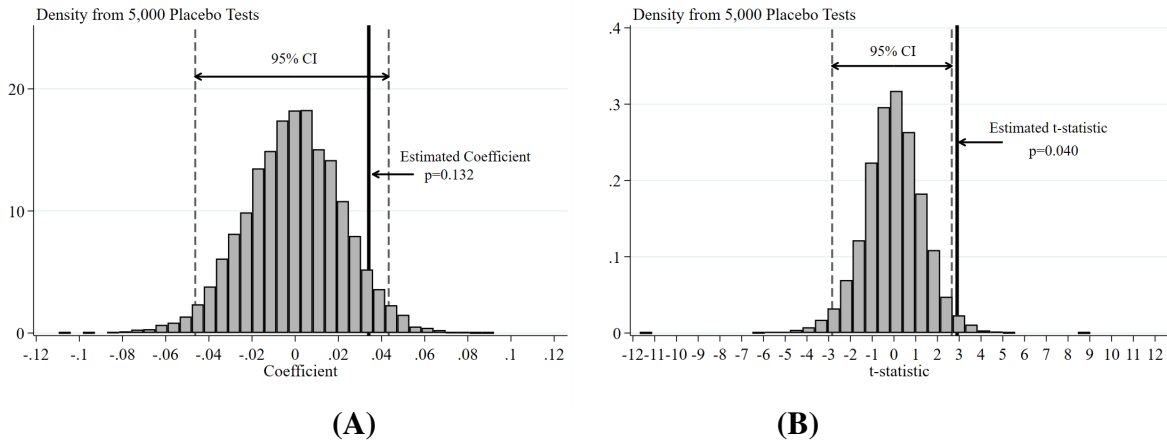 Density from 5,000 Placebo Tests
95% CI
20
Estimated Coefficient
p=0.132
10
0
-.12 -.1 -.08 -.06 -.04 -.02 0 .02 .04 .06 .08 .1 .12
Coefficient
(A)
Density from 5,000 Placebo Tests
.4
95% CI
.3
Estimated t-statistic
p=0.040
.2
.1
0
-12 -11 -10 -9 -8 -7 -6 -5 -4 -3 -2 -1 0 1 2 3 4 5 6 7 8 9 10 11 12
t-statistic
(B)